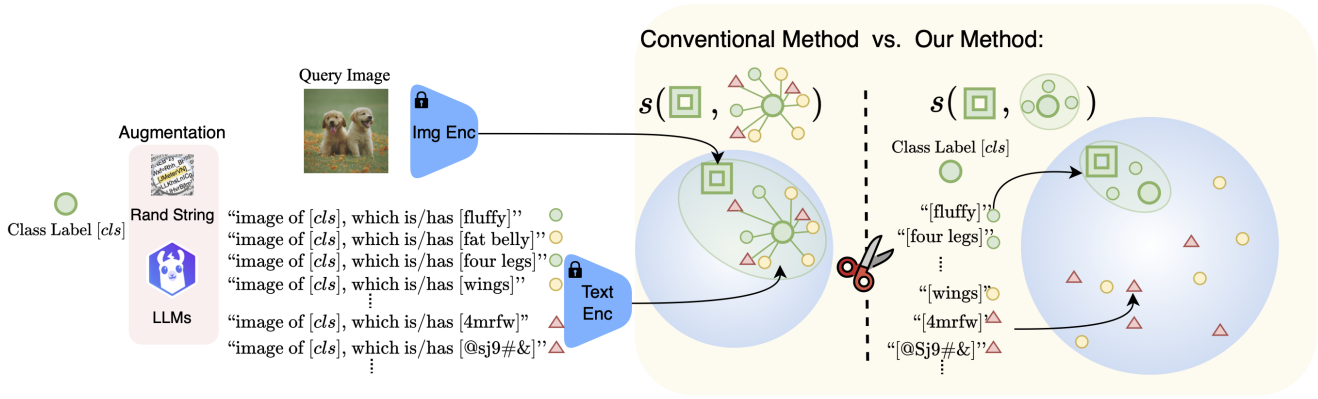 Conventional Method vs. Our Method:
Query Image
Img Enc
s( , )
s( , )
Augmentation
Class Label [cls]
Rand String
LLMs
Class Label [cls]
“image of [cls], which is/has [fluffy]’’
“image of [cls], which is/has [fat belly]’’
“image of [cls], which is/has [four legs]’’
“image of [cls], which is/has [wings]’’
“image of [cls], which is/has [4mrfw]”
“image of [cls], which is/has [@sj9#&]’’
Text
Enc
“[fluffy]’’
“[four legs]’’
“[wings]”
“[4mrfw]’
“[@Sj9#&]’’